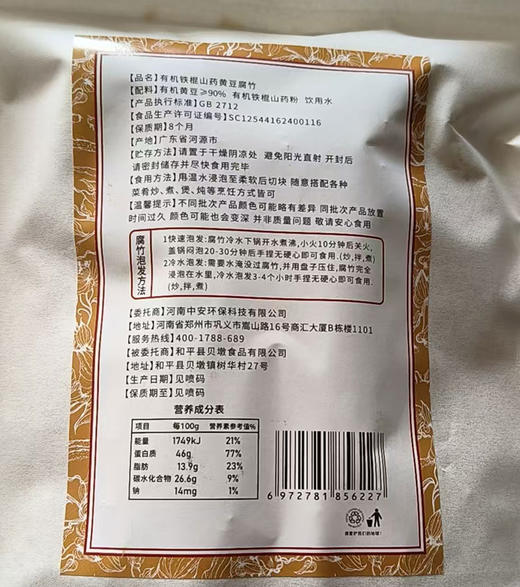 【品名】有机铁棍山药黄豆腐竹
【配料】有机黄豆≥90% 有机铁棍山药粉 饮用水
【产品执行标准】GB 2712
【食品生产许可证编号】SC12544162400116
【保质期】8个月
【产地】广东省河源市
【贮存方法】请置于干燥阴凉处 避免阳光直射 开封后
请密封储存并尽快食用完毕
【食用方法】用温水浸泡至柔软后切块 随意搭配各种
菜肴炒、煮、煲、炖等烹饪方式皆可
【温馨提示】不同批次产品颜色可能略有差异 同批次产品放置
时间过久 颜色可能也会变深 并非质量问题 敬请安心食用
腐竹泡发方法
1快速泡发：腐竹冷水下锅开水煮沸，小火10分钟后关火，
盖锅闷泡20-30分钟后手捏无硬心即可食用.(炒,拌,煮)
2冷水泡发：需要水淹没过腐竹，并用盘子压住，腐竹完全
浸泡在水里，冷水泡发3-4个小时手捏无硬心即可食用.
(炒,拌,煮)
【委托商】河南中安环保科技有限公司
【地址】河南省郑州市巩义市嵩山路16号商汇大厦B栋楼1101
【服务热线】400-1788-689
【被委托商】和平县贝墩食品有限公司
【地址】和平县贝墩镇树华村27号
【生产日期】见喷码
【保质期至】见喷码
营养成分表
项目 每100g 营养素参考值%
能量 1749kJ 21%
蛋白质 46g 77%
脂肪 13.9g 23%
碳水化合物 26.6g 9%
钠 14mg 1%
6 972781 856227
请爱护我们的地球!